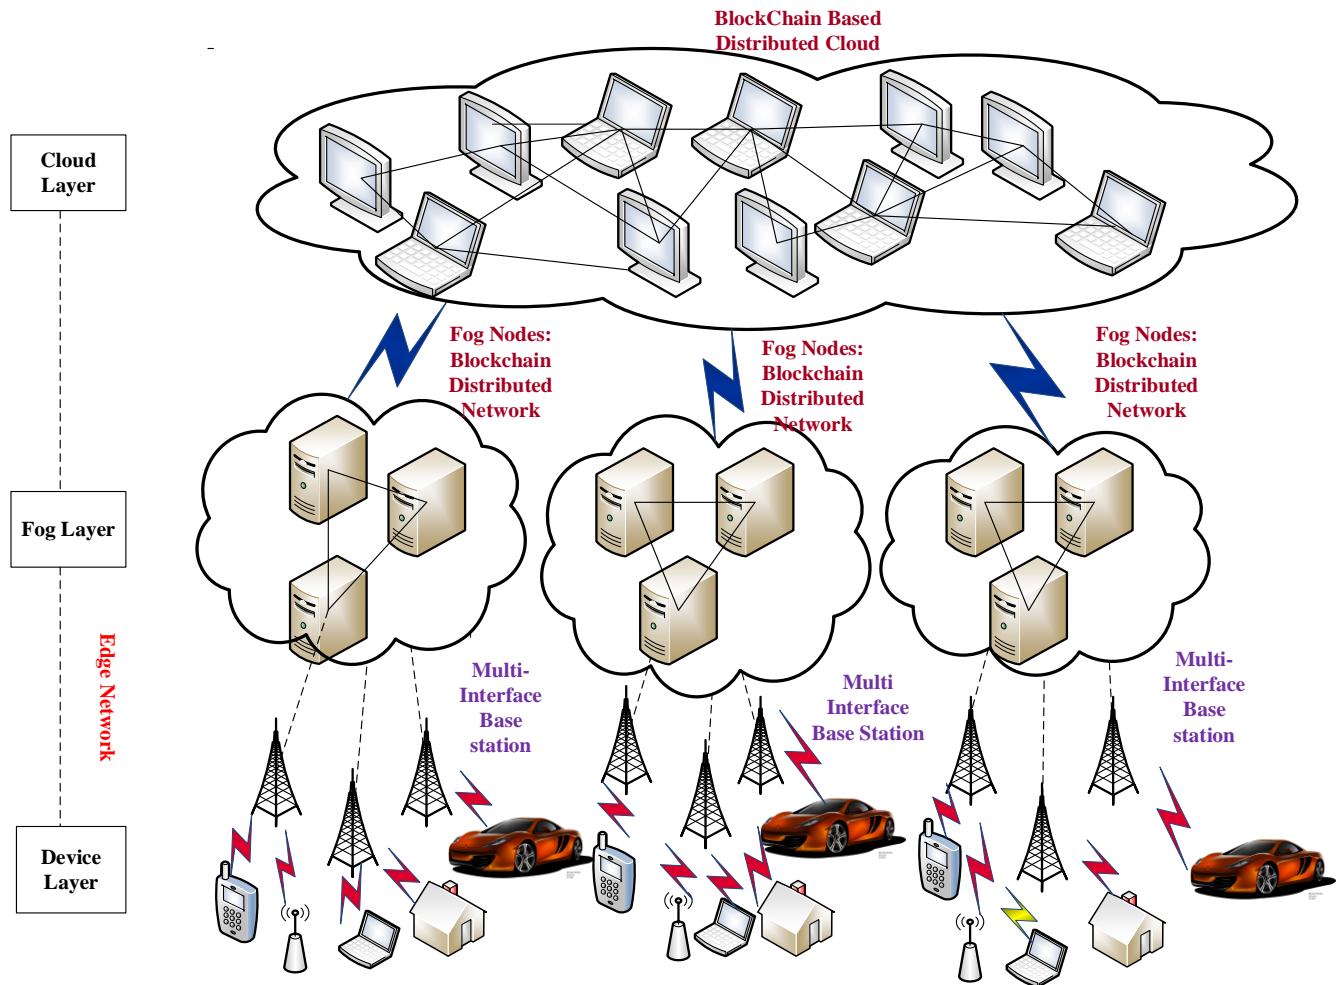 BlockChain Based
Distributed Cloud
Cloud
Layer
Fog Nodes:
Blockchain
Distributed
Network
Fog Nodes:
Blockchain
Distributed
Network
Fog Nodes:
Blockchain
Distributed
Network
Fog Layer
Edge Network
Multi-
Interface
Base
station
Multi
Interface
Base Station
Multi-
Interface
Base
station
Device
Layer